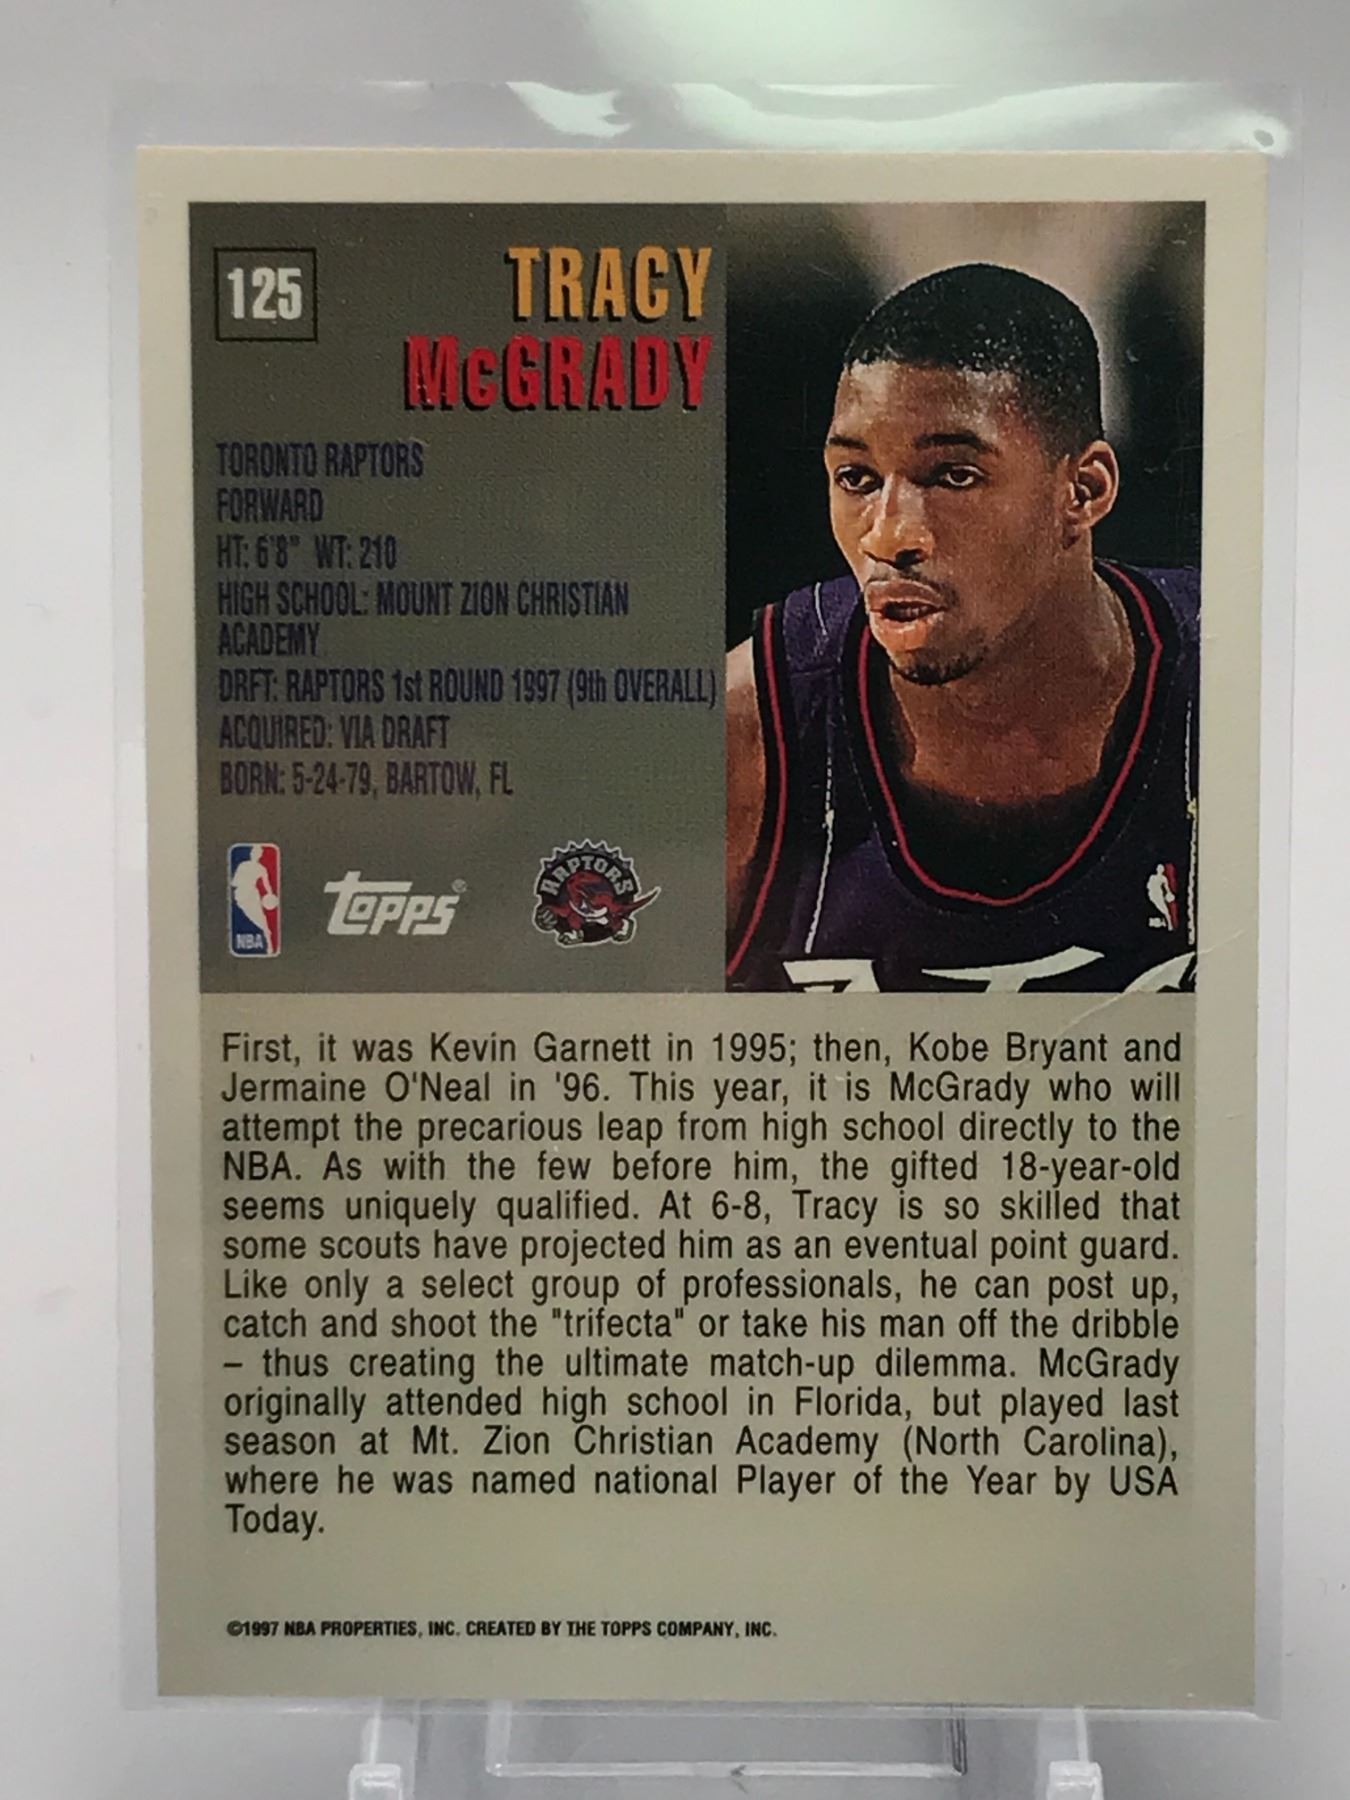 125
TRACY
McGRADY
TORONTO RAPTORS
FORWARD
HT: 6'8" WT: 210
HIGH SCHOOL: MOUNT ZION CHRISTIAN
ACADEMY
DRFT: RAPTORS 1st ROUND 1997 (9th OVERALL)
ACQUIRED: VIA DRAFT
BORN: 5-24-79, BARTOW, FL
NBA
Topps®
RAPTORS
First, it was Kevin Garnett in 1995; then, Kobe Bryant and
Jermaine O'Neal in '96. This year, it is McGrady who will
attempt the precarious leap from high school directly to the
NBA. As with the few before him, the gifted 18-year-old
seems uniquely qualified. At 6-8, Tracy is so skilled that
some scouts have projected him as an eventual point guard.
Like only a select group of professionals, he can post up,
catch and shoot the "trifecta" or take his man off the dribble
– thus creating the ultimate match-up dilemma. McGrady
originally attended high school in Florida, but played last
season at Mt. Zion Christian Academy (North Carolina),
where he was named national Player of the Year by USA
Today.
©1997 NBA PROPERTIES, INC. CREATED BY THE TOPPS COMPANY, INC.